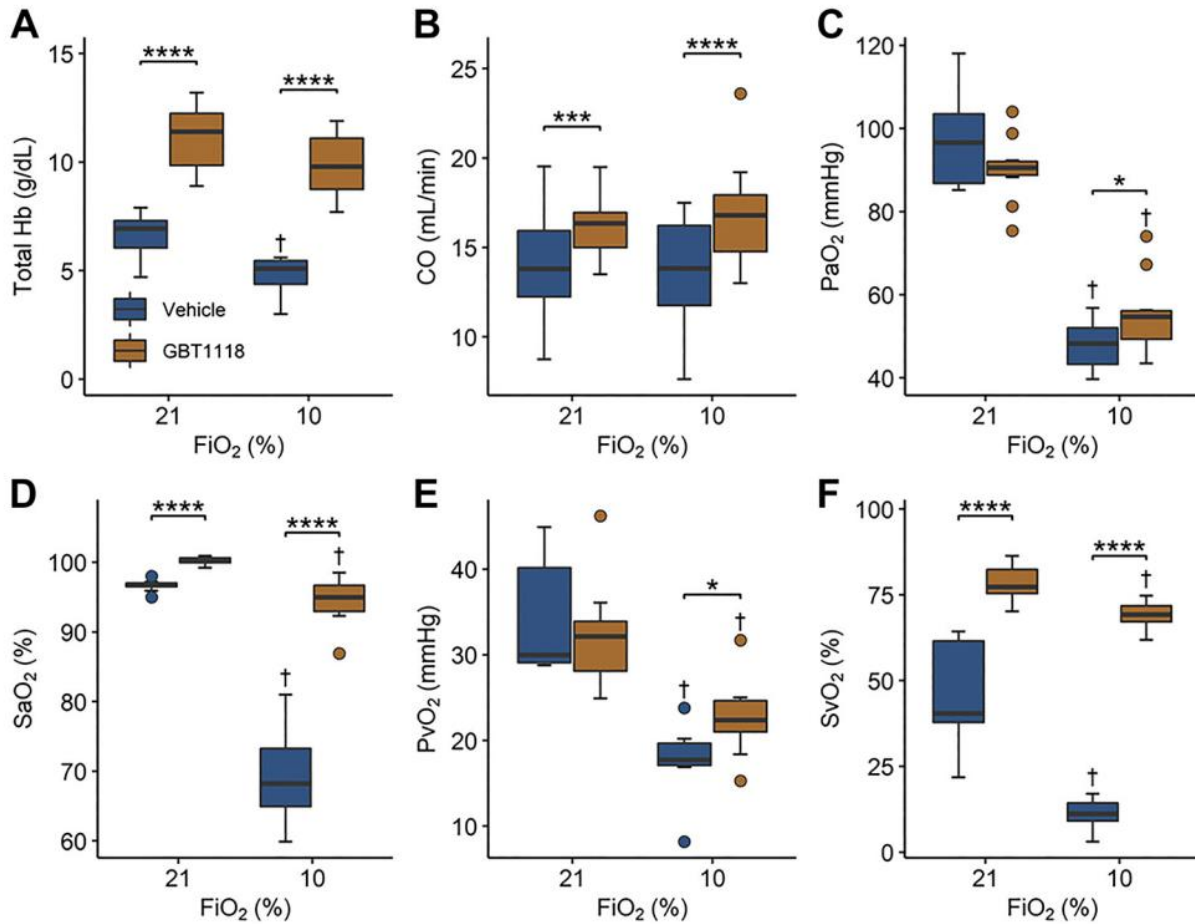 A
Total Hb (g/dL)
15
10
5
0
****
****
†
Vehicle
GBT1118
21
10
FiO₂ (%)
B
CO (mL/min)
25
20
15
10
***
****
21
10
FiO₂ (%)
C
PaO₂ (mmHg)
120
100
80
60
40
*
†
†
21
10
FiO₂ (%)
D
SaO₂ (%)
100
90
80
70
60
****
****
†
†
21
10
FiO₂ (%)
E
PvO₂ (mmHg)
40
30
20
10
*
†
†
21
10
FiO₂ (%)
F
SvO₂ (%)
100
75
50
25
0
****
****
†
†
21
10
FiO₂ (%)